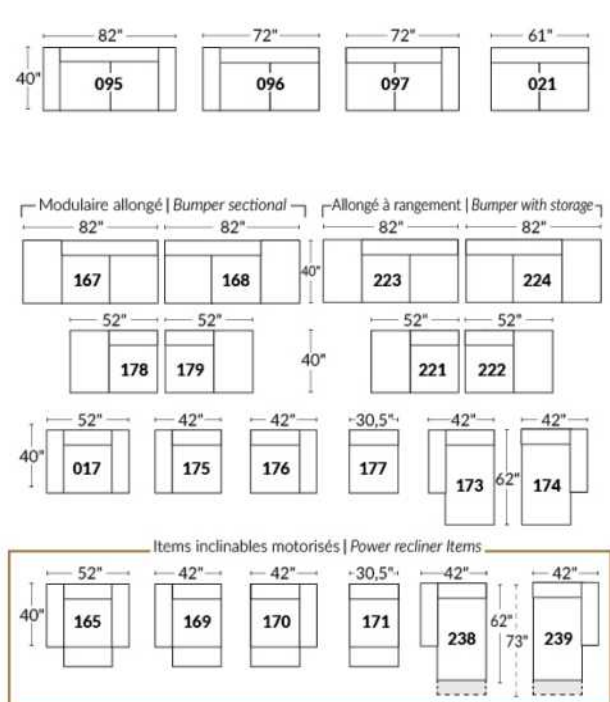 82" 72" 72" 61"
40" 095 096 097 021
Modulaire allongé | Bumper sectional Allongé à rangement | Bumper with storage
82" 82" 82" 82"
167 168 40" 223 224
52" 52" 52" 52"
178 179 40" 221 222
52" 42" 42" 30,5" 42" 42"
40" 017 175 176 177 173 62" 174
Items inclinables motorisés | Power recliner Items
52" 42" 42" 30,5" 42" 42"
40" 165 169 170 171 238 62" 73" 239